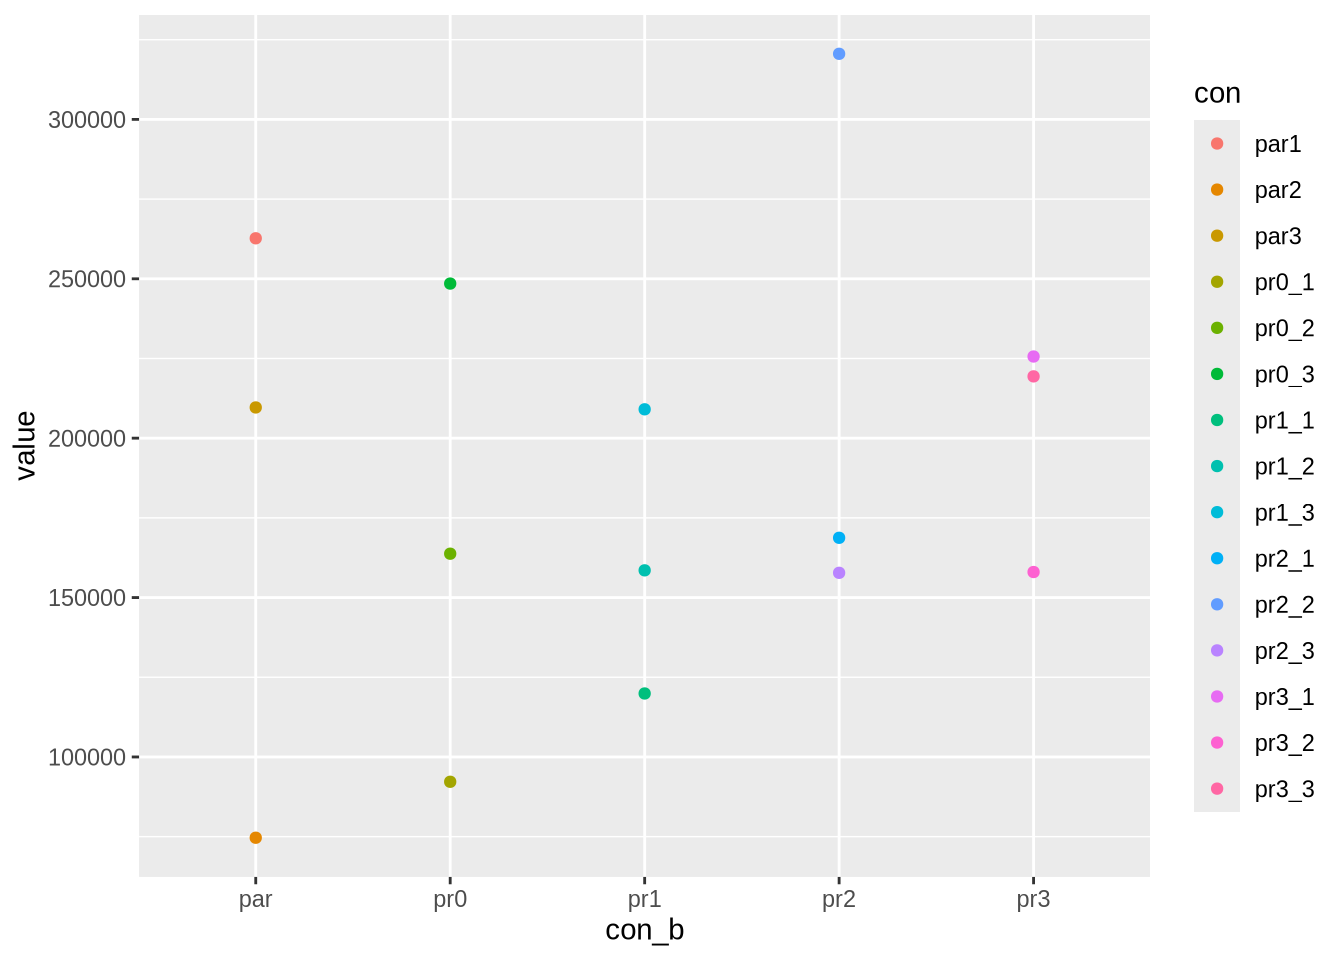 value
300000
250000
200000
150000
100000
par
pr0
pr1
pr2
pr3
con_b
con
par1
par2
par3
pr0_1
pr0_2
pr0_3
pr1_1
pr1_2
pr1_3
pr2_1
pr2_2
pr2_3
pr3_1
pr3_2
pr3_3